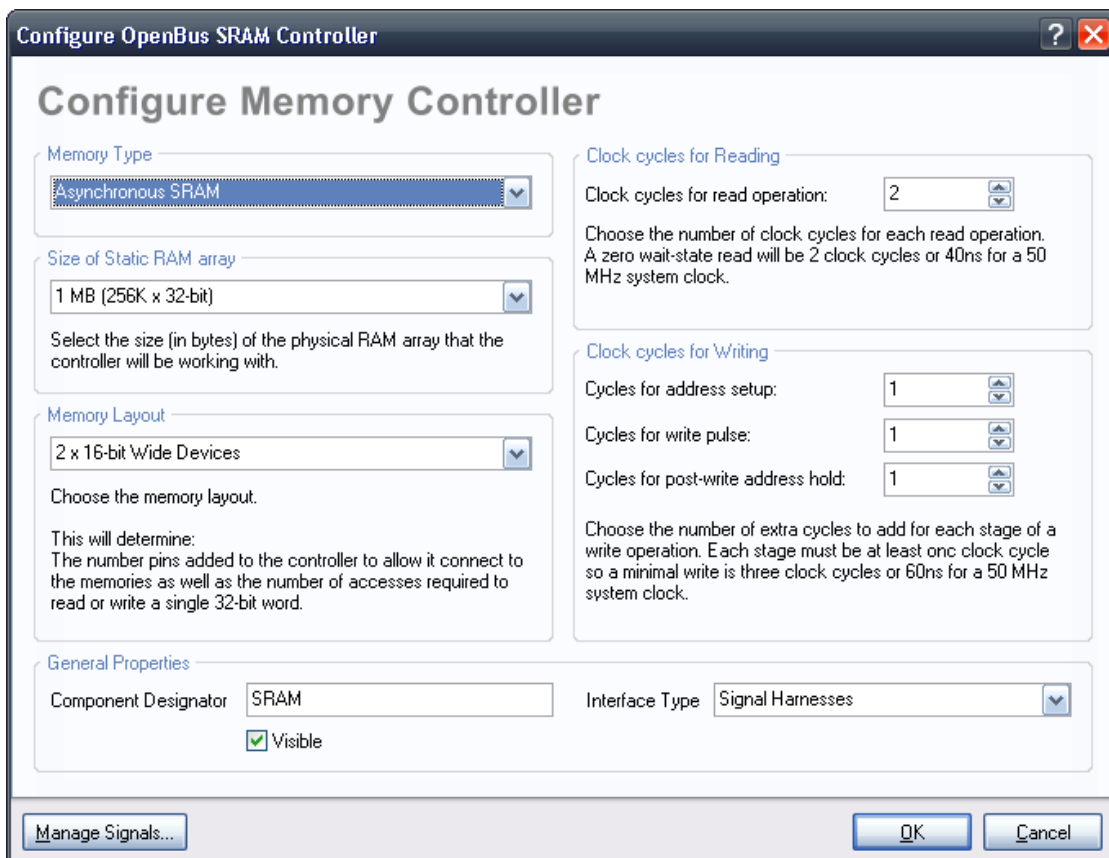 Configure OpenBus SRAM Controller
?
Configure Memory Controller
Memory Type
Asynchronous SRAM
Size of Static RAM array
1 MB (256K x 32-bit)
Select the size (in bytes) of the physical RAM array that the
controller will be working with.
Memory Layout
2 x 16-bit Wide Devices
Choose the memory layout.
This will determine:
The number pins added to the controller to allow it connect to
the memories as well as the number of accesses required to
read or write a single 32-bit word.
Clock cycles for Reading
Clock cycles for read operation: 2
Choose the number of clock cycles for each read operation.
A zero wait-state read will be 2 clock cycles or 40ns for a 50
MHz system clock.
Clock cycles for Writing
Cycles for address setup: 1
Cycles for write pulse: 1
Cycles for post-write address hold: 1
Choose the number of extra cycles to add for each stage of a
write operation. Each stage must be at least onc clock cycle
so a minimal write is three clock cycles or 60ns for a 50 MHz
system clock.
General Properties
Component Designator SRAM
Visible
Interface Type Signal Harnesses
Manage Signals...
OK
Cancel